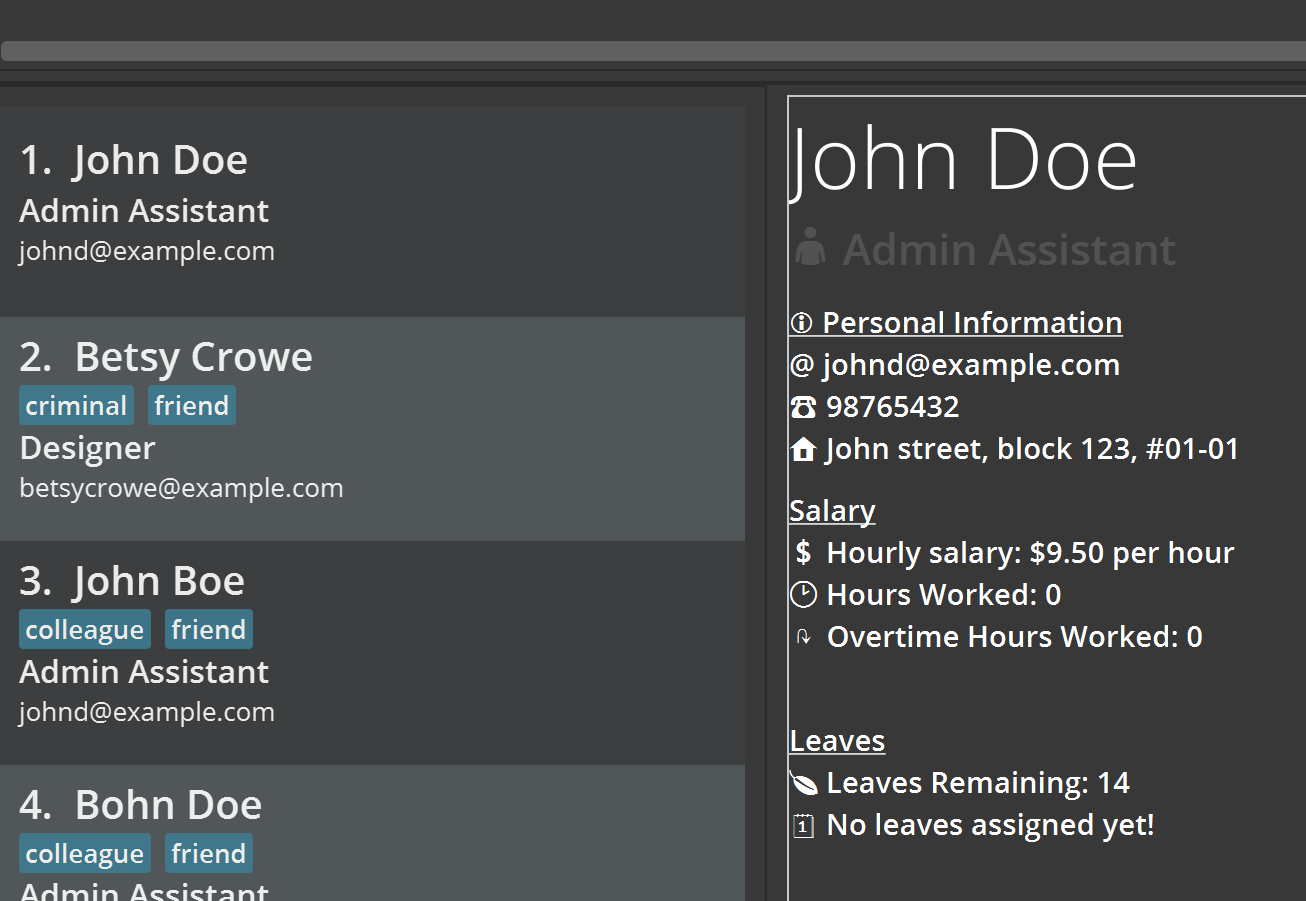 1. John Doe
Admin Assistant
johnd@example.com
2. Betsy Crowe
criminal friend
Designer
betsycrowe@example.com
3. John Boe
colleague friend
Admin Assistant
johnd@example.com
4. Bohn Doe
colleague friend
Admin Assistant
John Doe
Admin Assistant
Personal Information
@ johnd@example.com
98765432
John street, block 123, #01-01
Salary
$ Hourly salary: $9.50 per hour
Hours Worked: 0
Overtime Hours Worked: 0
Leaves
Leaves Remaining: 14
No leaves assigned yet!